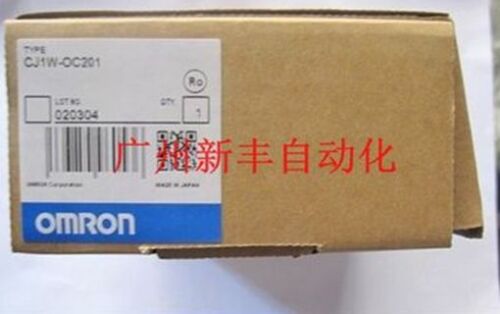 TYPE
CJ1W-OC201
Ro
LOT NO. QTY.
020304 1
广州新丰自动化
OMRON Corporation MADE IN JAPAN
OMRON